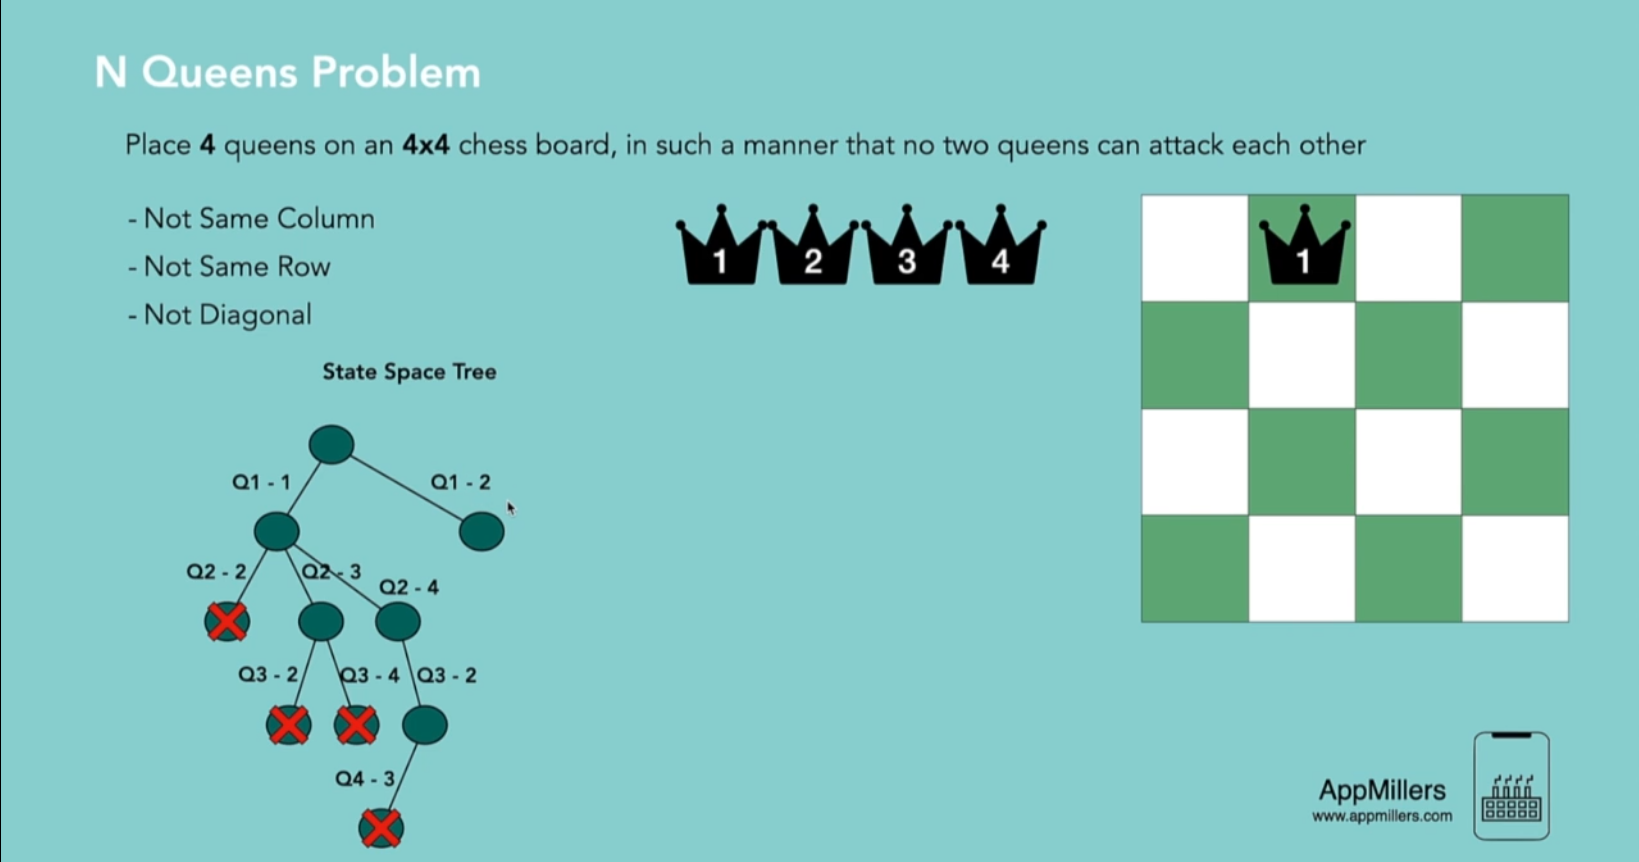 N Queens Problem
Place 4 queens on an 4x4 chess board, in such a manner that no two queens can attack each other
- Not Same Column
- Not Same Row
- Not Diagonal
1 2 3 4
1
State Space Tree
Q1 - 1
Q1 - 2
Q2 - 2
Q2 - 3
Q2 - 4
Q3 - 2
Q3 - 4
Q3 - 2
Q4 - 3
AppMillers
www.appmillers.com